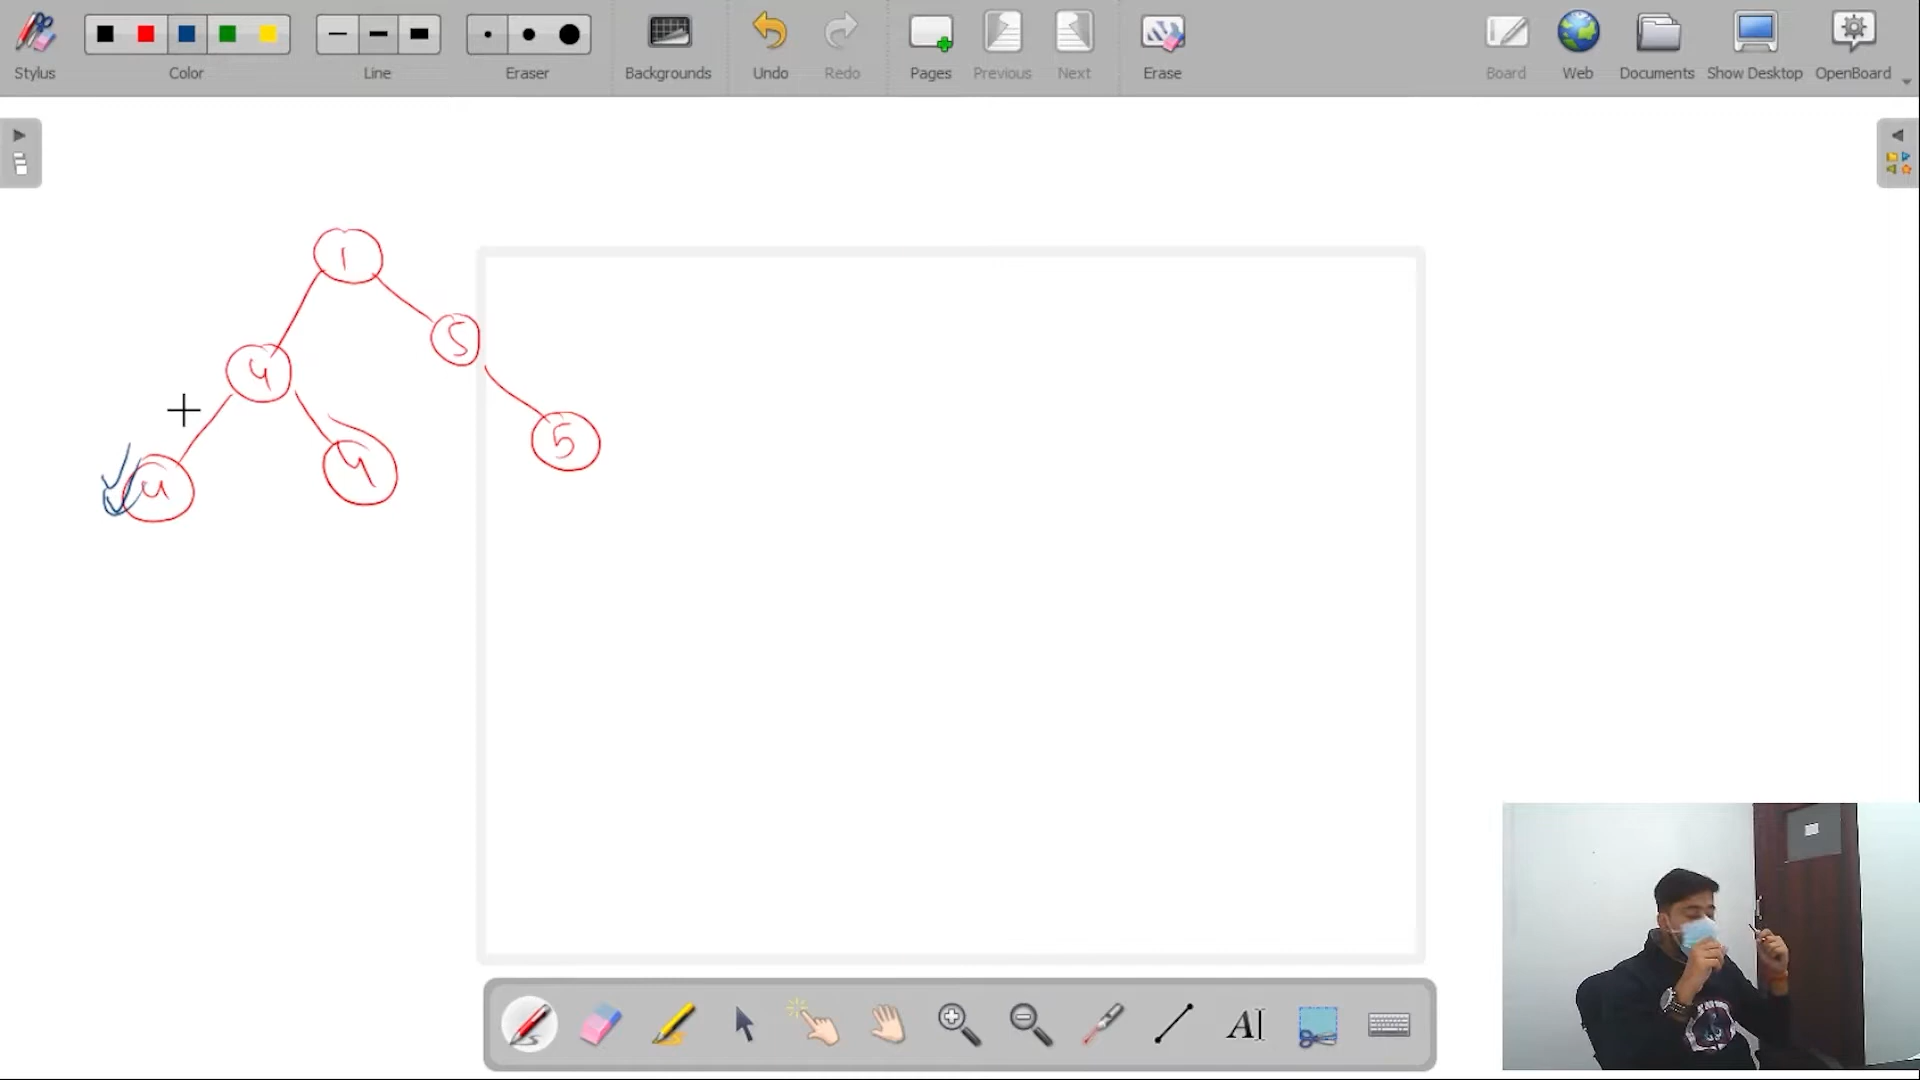 Stylus
Color
Line
Eraser
Backgrounds
Undo
Redo
Pages
Previous
Next
Erase
Board
Web
Documents
Show Desktop
OpenBoard
1
5
4
5
4
4
A